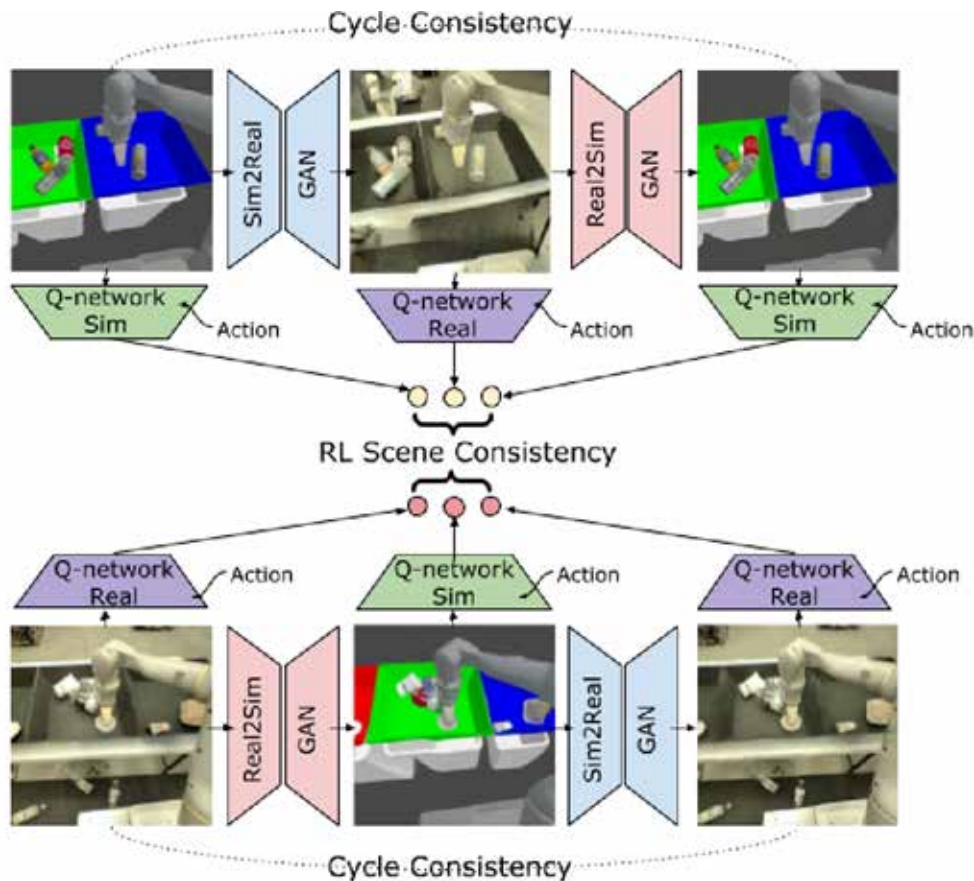 Cycle Consistency
Sim2Real
GAN
Real2Sim
GAN
Q-network
Sim
Action
Q-network
Real
Action
Q-network
Sim
Action
RL Scene Consistency
Q-network
Real
Action
Q-network
Sim
Action
Q-network
Real
Action
Real2Sim
GAN
Sim2Real
GAN
Cycle Consistency